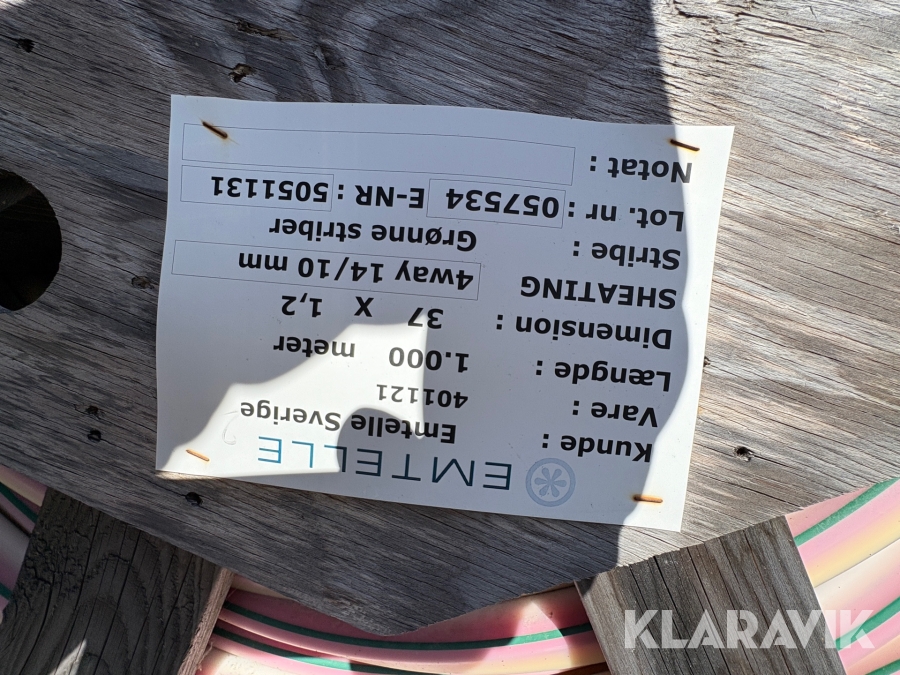 EMTELLE
Kunde : Emtelle Sverige
Vare : 401121
Længde : 1.000 meter
Dimension : 37 X 1,2
SHEATING 4way 14/10 mm
Stribe : Grønne striber
Lot. nr : 057534 E-NR : 5051131
Notat :
KLARAVIK